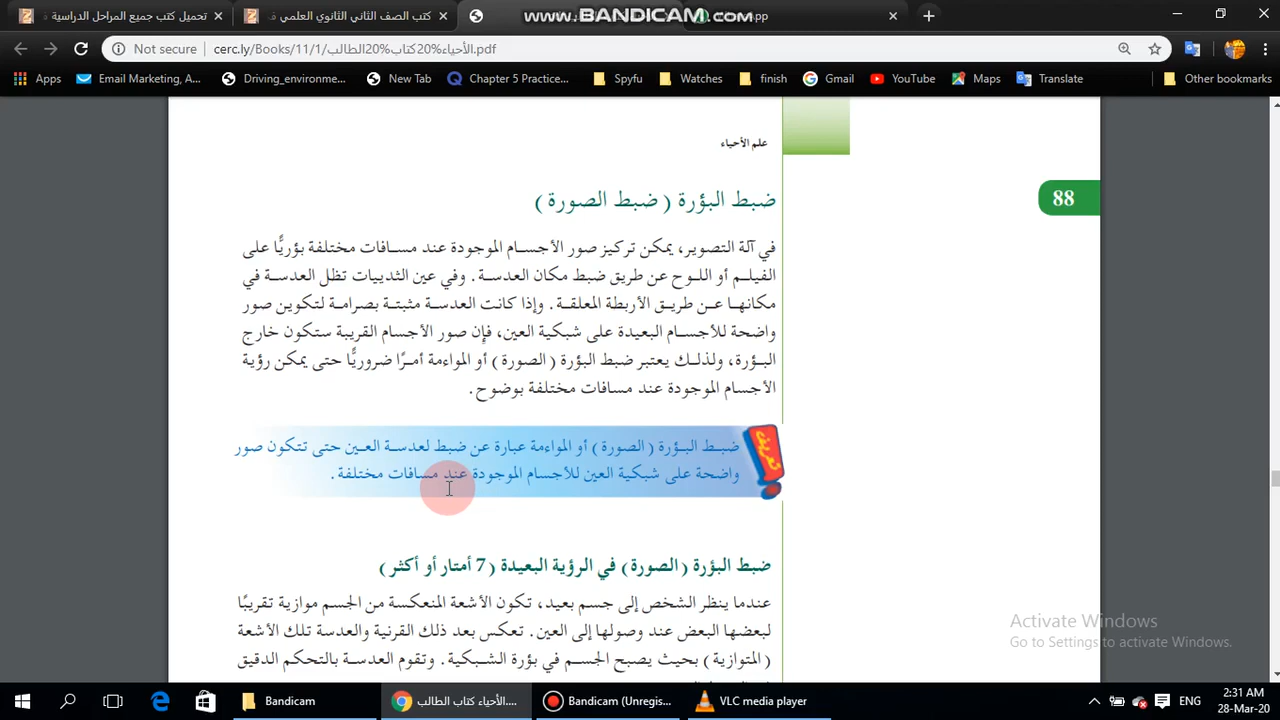 تحميل كتب جميع المراحل الدراسية
كتب الصف الثاني الثانوي العلمي ف
WWW.BANDICAM.COM
App
Not secure
cerc.ly/Books/11/1/الأحياء%20كتاب%20الطالب.pdf
Apps
Email Marketing, A...
Driving_environme...
New Tab
Chapter 5 Practice...
Spyfu
Watches
finish
Gmail
YouTube
Maps
Translate
Other bookmarks
علم الأحياء
88
ضبط البؤرة ( ضبط الصورة )
في آلة التصوير، يمكن تركيز صور الأجسام الموجودة عند مسافات مختلفة بؤريًّا على
الفيلم أو اللوح عن طريق ضبط مكان العدسة . وفي عين الثدييات تظل العدسة في
مكانها عن طريق الأربطة المعلقة . وإذا كانت العدسة مثبتة بصرامة لتكوين صور
واضحة للأجسام البعيدة على شبكية العين، فإن صور الأجسام القريبة ستكون خارج
البؤرة، ولذلك يعتبر ضبط البؤرة ( الصورة ) أو المواءمة أمرًا ضروريًّا حتى يمكن رؤية
الأجسام الموجودة عند مسافات مختلفة بوضوح .
تعريف
ضبط البؤرة ( الصورة ) أو المواءمة عبارة عن ضبط لعدسة العين حتى تتكون صور
واضحة على شبكية العين للأجسام الموجودة عند مسافات مختلفة .
ضبط البؤرة ( الصورة ) في الرؤية البعيدة ( 7 أمتار أو أكثر )
عندما ينظر الشخص إلى جسم بعيد، تكون الأشعة المنعكسة من الجسم موازية تقريبًا
لبعضها البعض عند وصولها إلى العين . تعكس بعد ذلك القرنية والعدسة تلك الأشعة
( المتوازية ) بحيث يصبح الجسم في بؤرة الشبكية . وتقوم العدسة بالتحكم الدقيق
Activate Windows
Go to Settings to activate Windows.
Bandicam
الأحياء كتاب الطالب....
Bandicam (Unregis...
VLC media player
ENG
2:31 AM
28-Mar-20